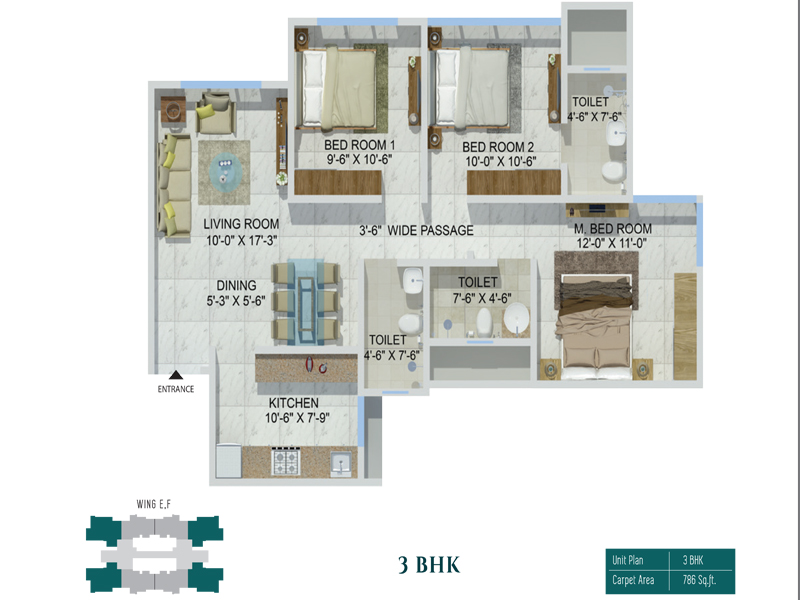 TOILET
4'-6" X 7'-6"
BED ROOM 1
9'-6" X 10'-6"
BED ROOM 2
10'-0" X 10'-6"
LIVING ROOM
10'-0" X 17'-3"
3'-6" WIDE PASSAGE
M. BED ROOM
12'-0" X 11'-0"
DINING
5'-3" X 5'-6"
TOILET
7'-6" X 4'-6"
TOILET
4'-6" X 7'-6"
ENTRANCE
KITCHEN
10'-6" X 7'-9"
WING E,F
3 BHK
Unit Plan 3 BHK
Carpet Area 786 Sq.ft.